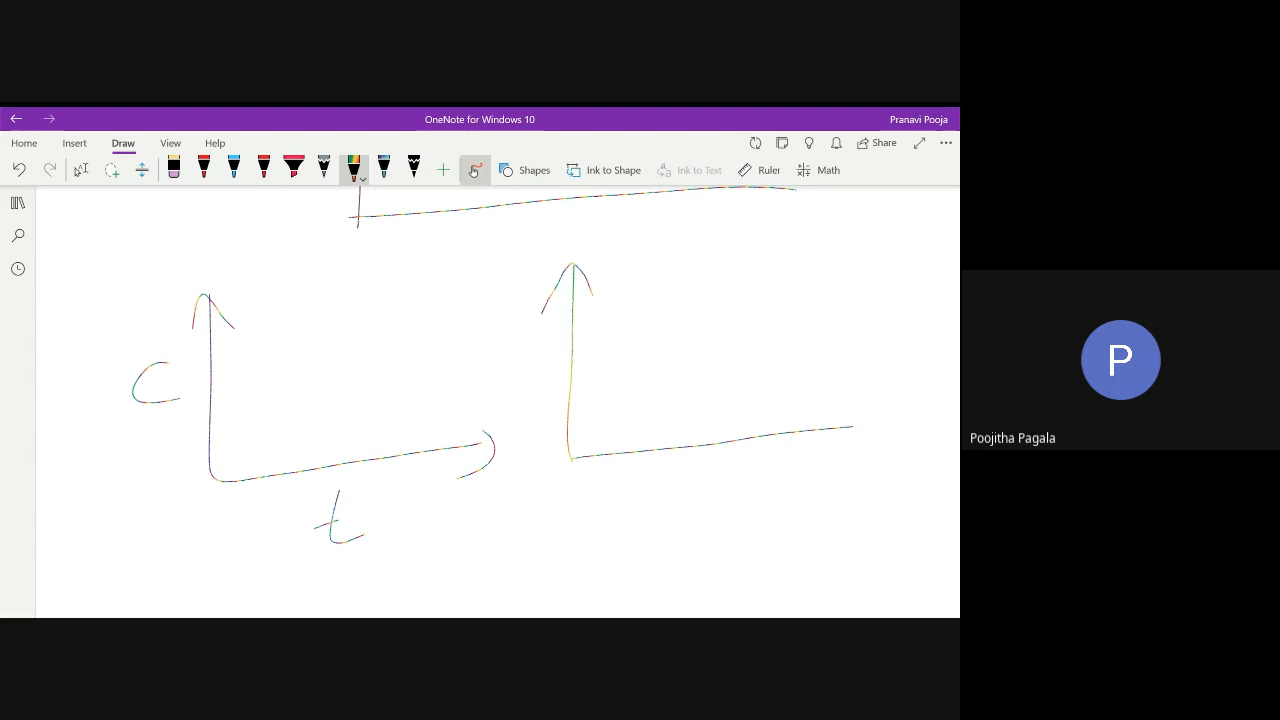 OneNote for Windows 10
Pranavi Pooja
Home Insert Draw View Help
Share
Shapes Ink to Shape Ink to Text Ruler Math
C
t
P
Poojitha Pagala